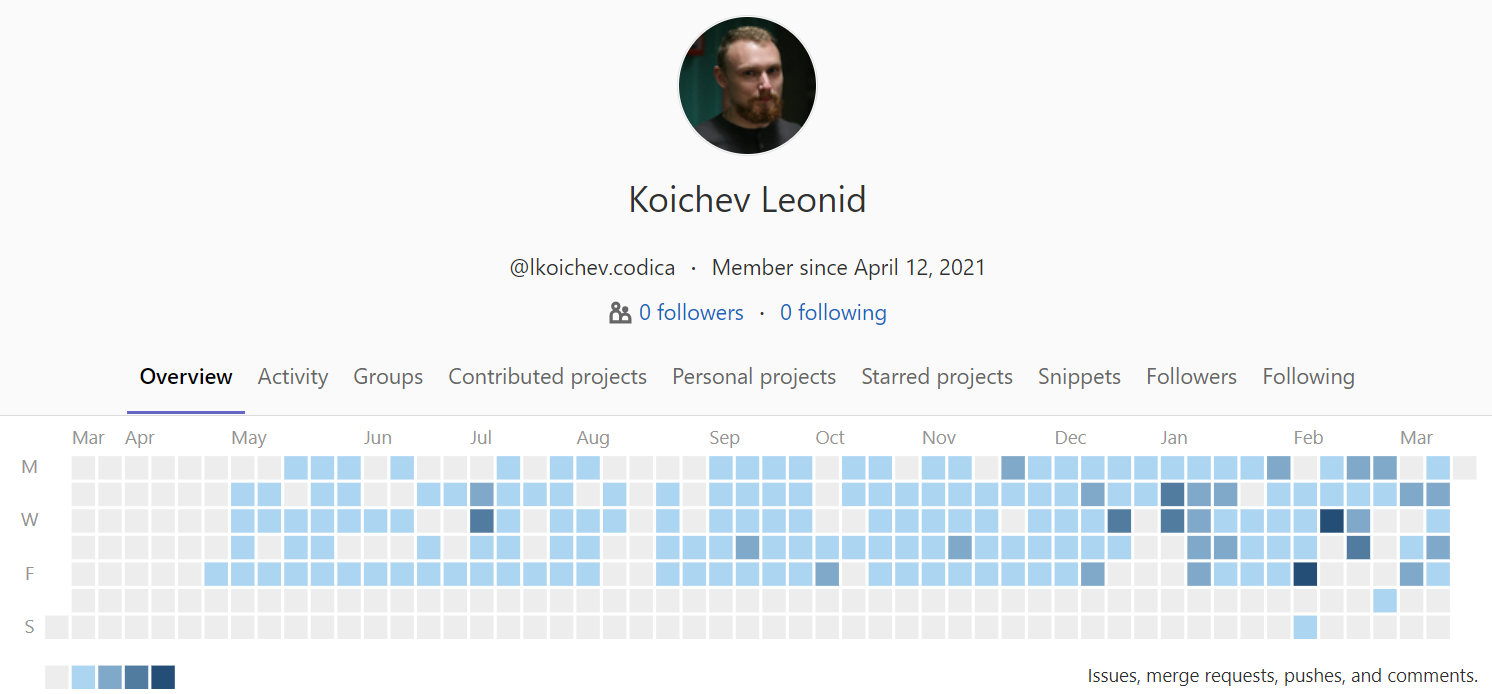 Koichev Leonid
@lkoichev.codica · Member since April 12, 2021
0 followers · 0 following
Overview Activity Groups Contributed projects Personal projects Starred projects Snippets Followers Following
Mar Apr May Jun Jul Aug Sep Oct Nov Dec Jan Feb Mar
M
W
F
S
Issues, merge requests, pushes, and comments.